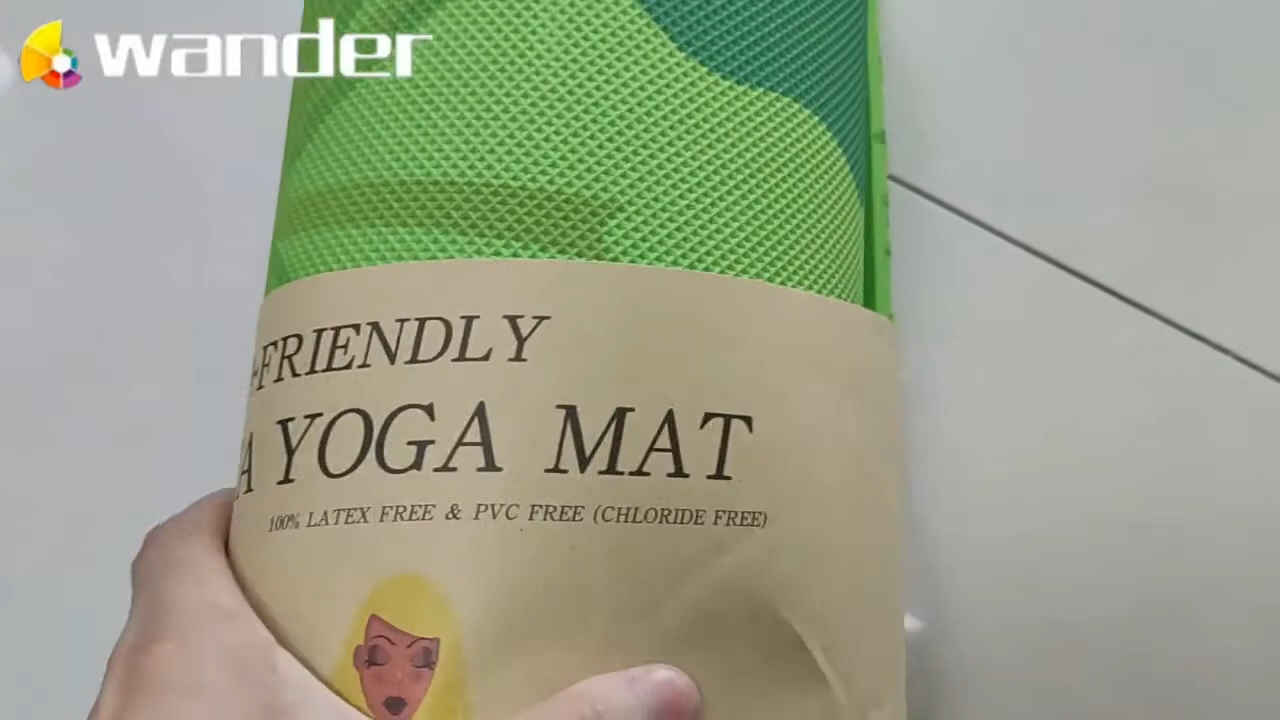 wander
-FRIENDLY
A YOGA MAT
100% LATEX FREE & PVC FREE (CHLORIDE FREE)